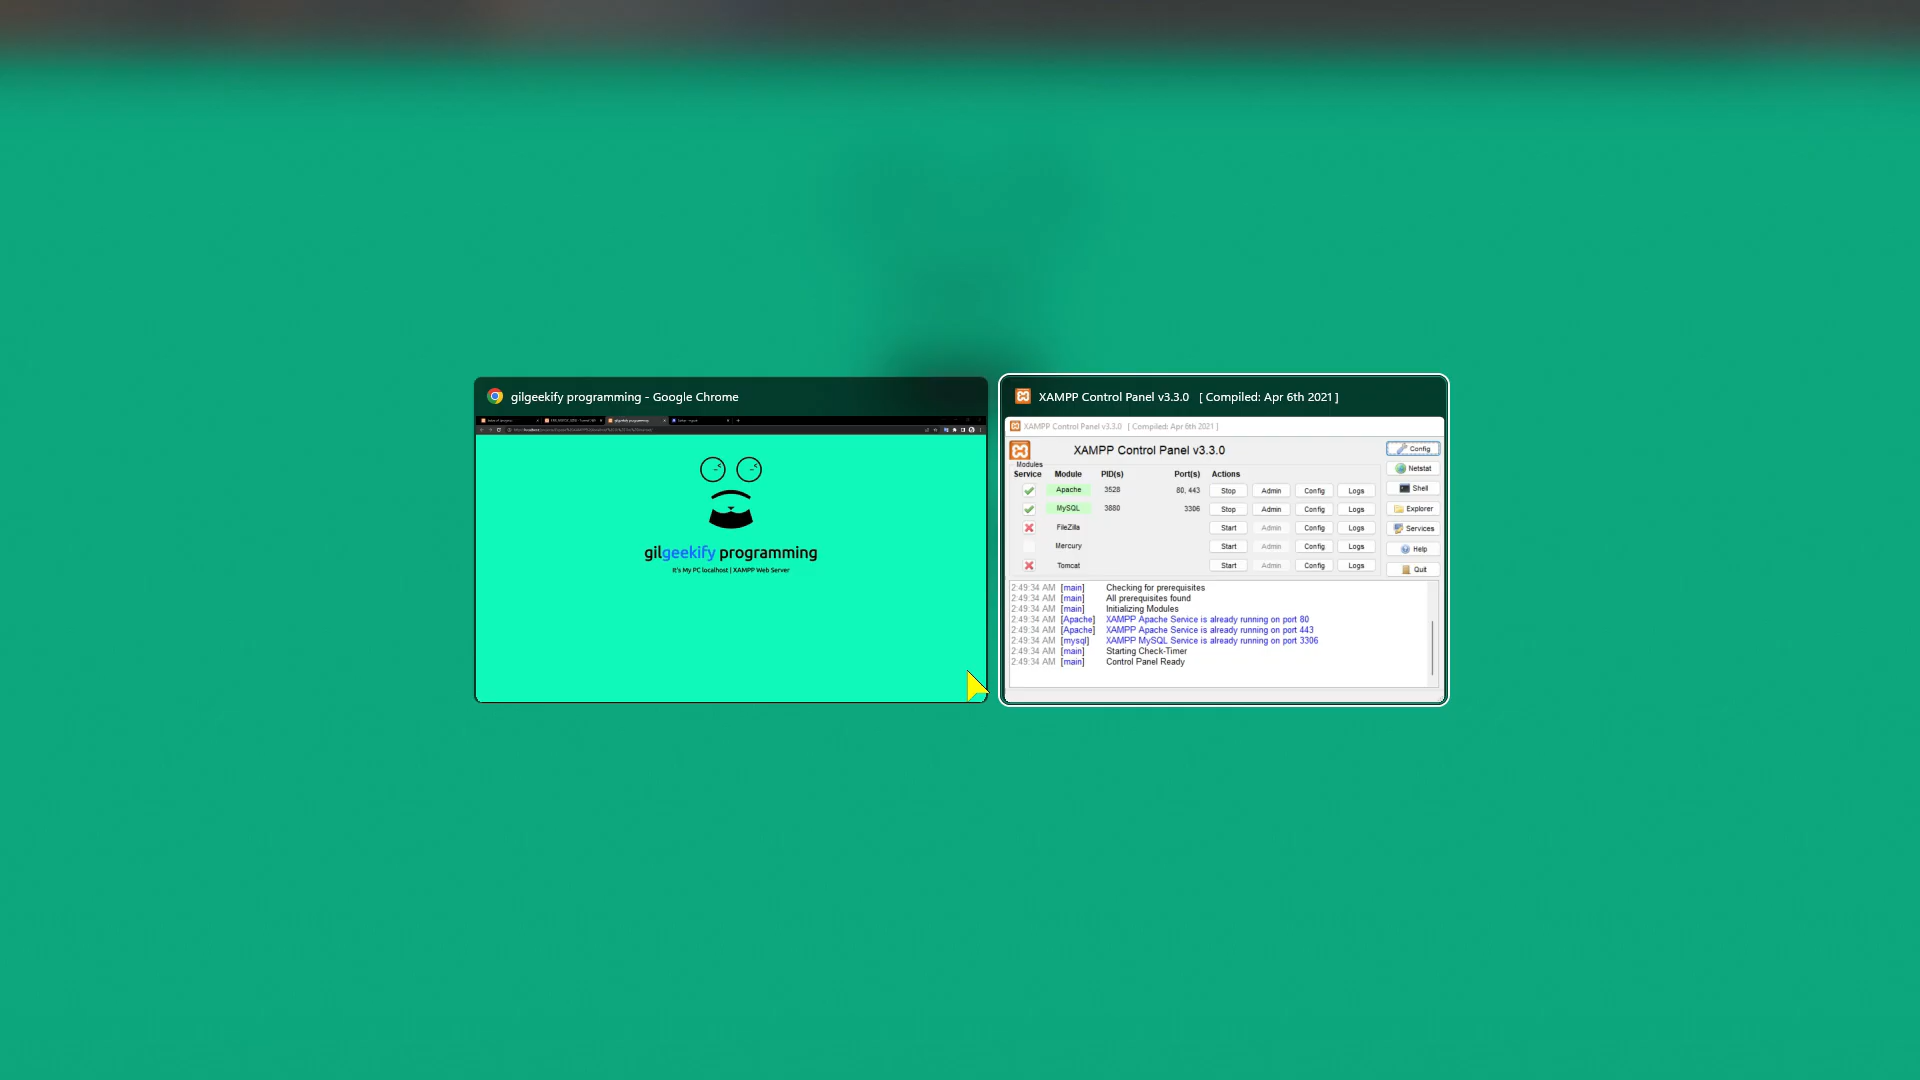 gilgeekify programming - Google Chrome
gilgeekify programming
It's My PC localhost | XAMPP Web Server
XAMPP Control Panel v3.3.0 [ Compiled: Apr 6th 2021 ]
XAMPP Control Panel v3.3.0 [ Compiled: Apr 6th 2021 ]
XAMPP Control Panel v3.3.0
Config
Modules
Service Module PID(s) Port(s) Actions
Netstat
Apache 3528 80, 443 Stop Admin Config Logs
Shell
MySQL 3880 3306 Stop Admin Config Logs
Explorer
FileZilla Start Admin Config Logs
Services
Mercury Start Admin Config Logs
Help
Tomcat Start Admin Config Logs
Quit
2:49:34 AM [main] Checking for prerequisites
2:49:34 AM [main] All prerequisites found
2:49:34 AM [main] Initializing Modules
2:49:34 AM [Apache] XAMPP Apache Service is already running on port 80
2:49:34 AM [Apache] XAMPP Apache Service is already running on port 443
2:49:34 AM [mysql] XAMPP MySQL Service is already running on port 3306
2:49:34 AM [main] Starting Check-Timer
2:49:34 AM [main] Control Panel Ready